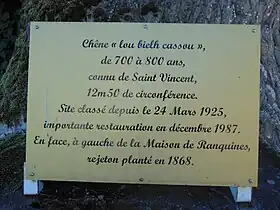 Chêne « lou bielh cassou »,
de 700 à 800 ans,
connu de Saint Vincent,
12m50 de circonférence.
Site classé depuis le 24 Mars 1925,
importante restauration en décembre 1987.
En face, à gauche de la Maison de Ranquines,
rejeton planté en 1868.